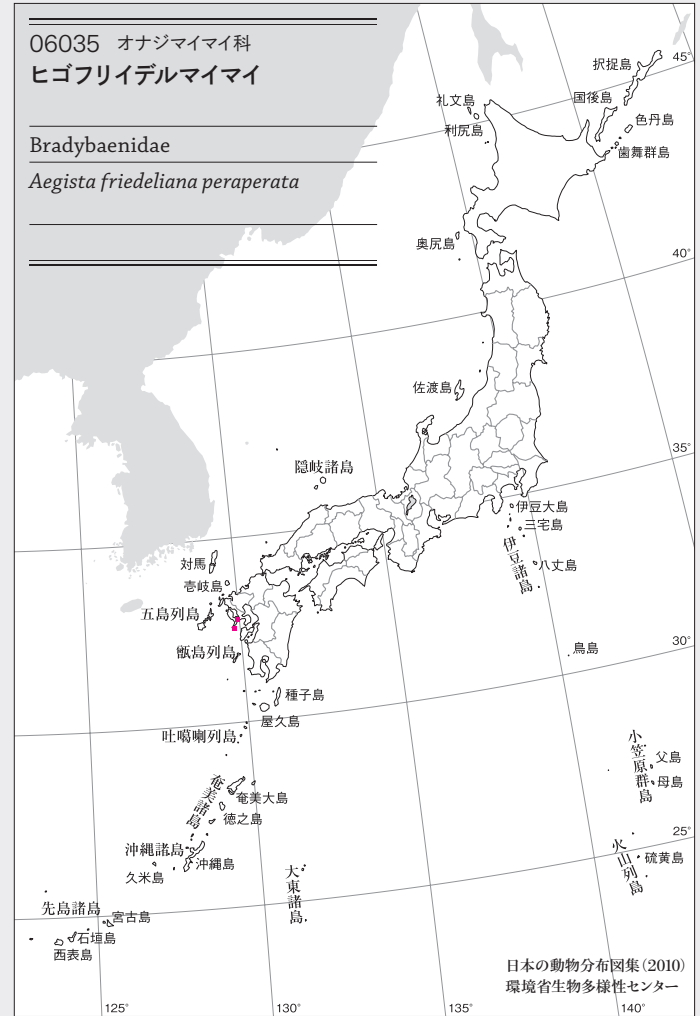 06035 オナジマイマイ科
ヒゴフリイデルマイマイ
Bradybaenidae
Aegista friedeliana peraperata
択捉島
45°
国後島
礼文島
色丹島
利尻島
歯舞群島
奥尻島
40°
佐渡島
35°
隠岐諸島
伊豆大島
三宅島
伊豆諸島
八丈島
対馬
壱岐島
五島列島
甑島列島
鳥島
30°
種子島
屋久島
吐噶喇列島
小笠原群島
父島
母島
奄美諸島
奄美大島
徳之島
25°
沖縄諸島
沖縄島
久米島
火山列島
硫黄島
大東諸島
先島諸島
宮古島
石垣島
西表島
日本の動物分布図集(2010)
環境省生物多様性センター
125°
130°
135°
140°